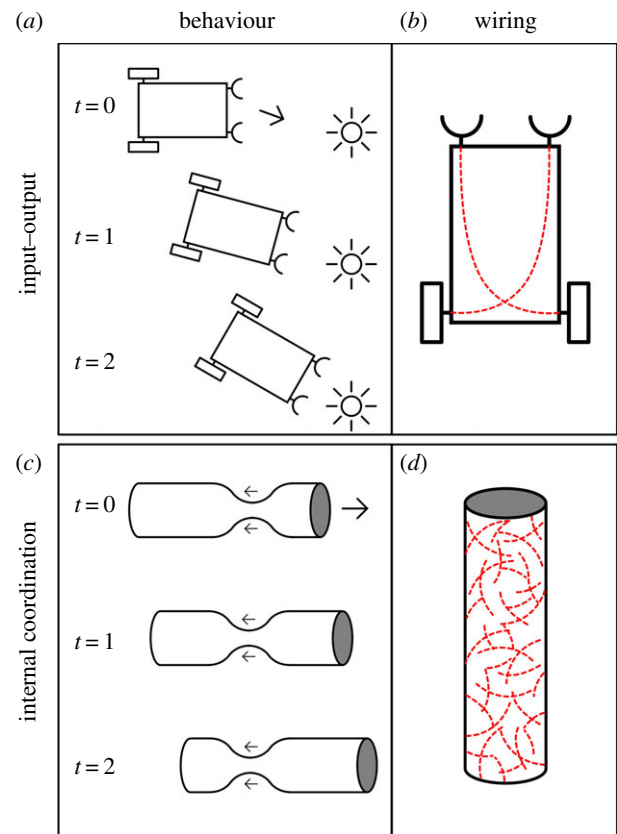 (a) behaviour (b) wiring
input–output
t = 0
t = 1
t = 2
(c) (d)
internal coordination
t = 0
t = 1
t = 2